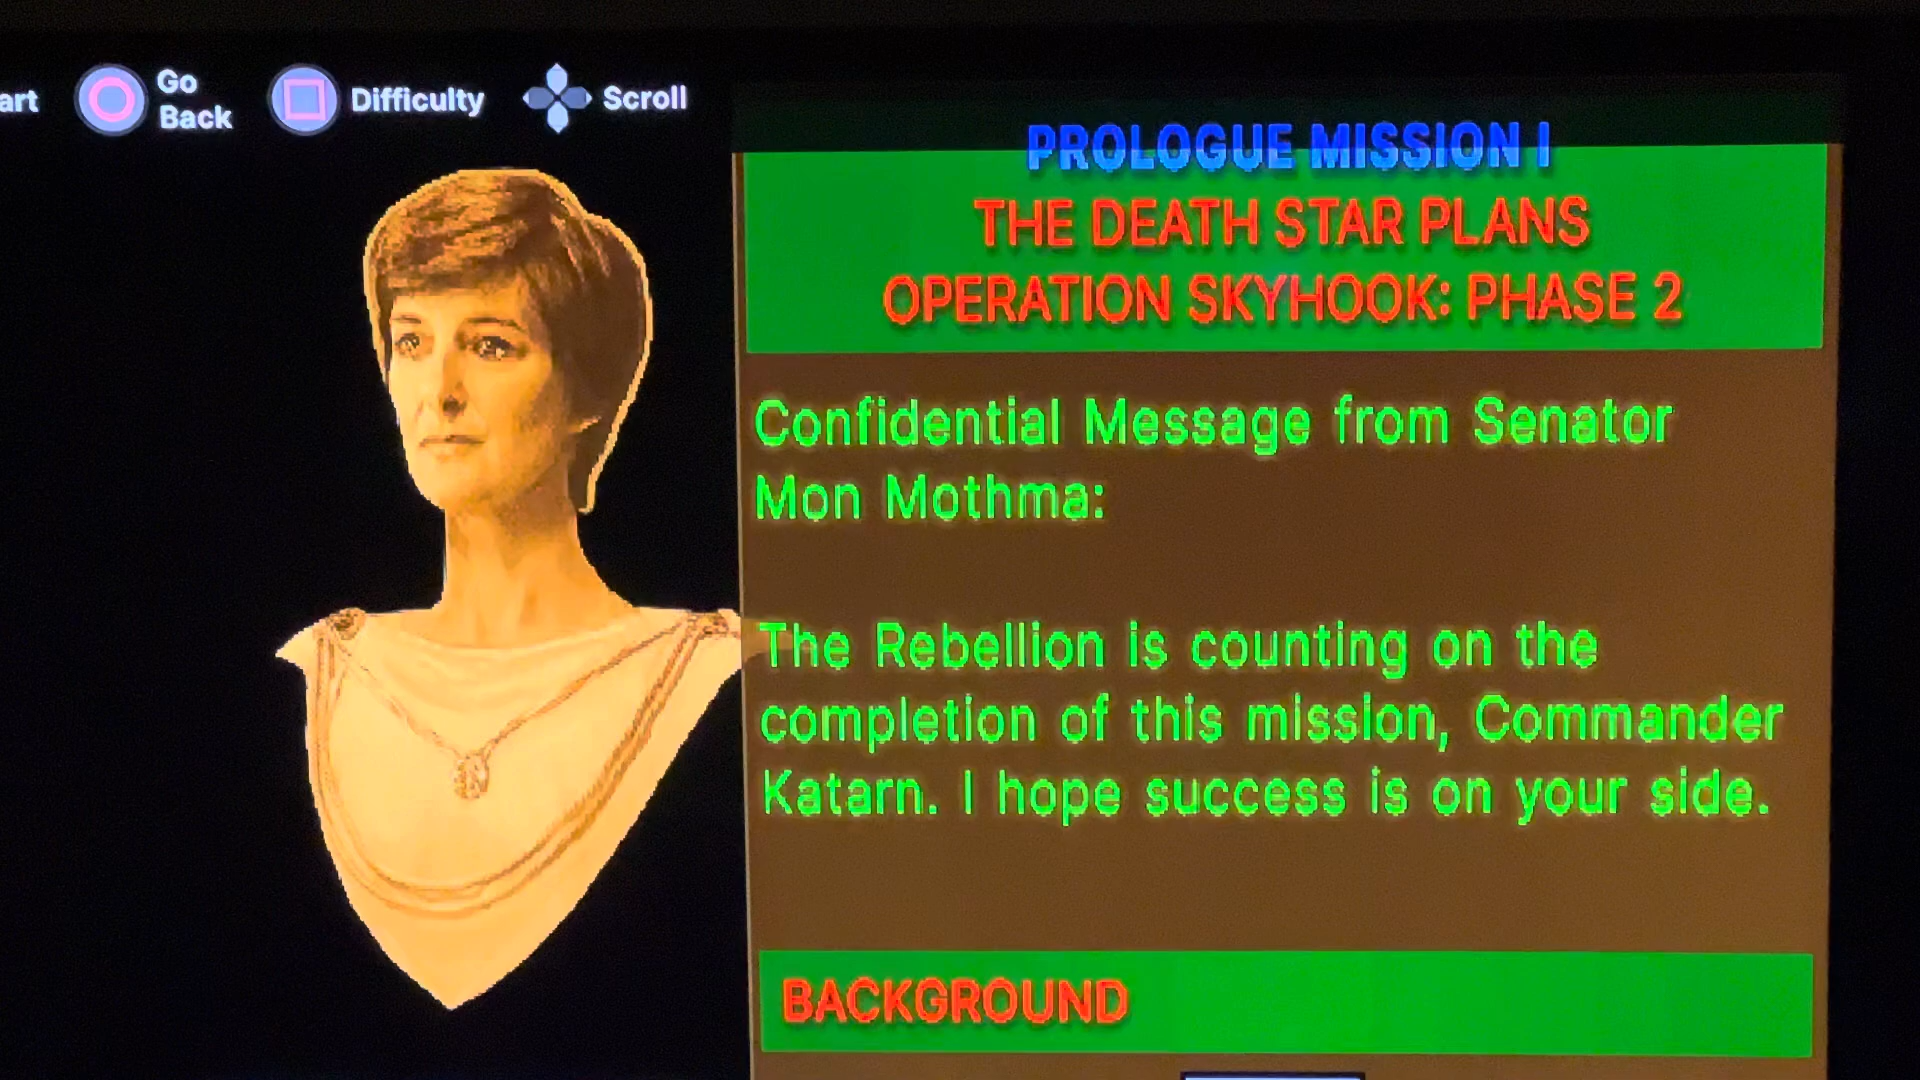 art
Go
Back
Difficulty
Scroll
PROLOGUE MISSION I
THE DEATH STAR PLANS
OPERATION SKYHOOK: PHASE 2
Confidential Message from Senator
Mon Mothma:
The Rebellion is counting on the
completion of this mission, Commander
Katarn. I hope success is on your side.
BACKGROUND